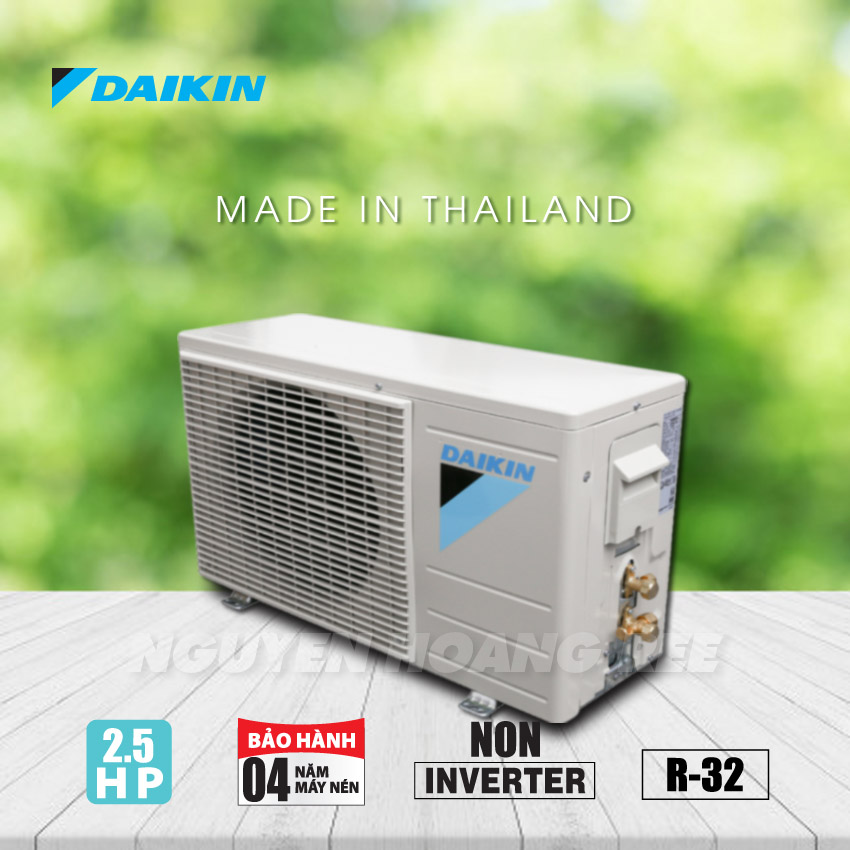 DAIKIN
MADE IN THAILAND
DAIKIN
NGUYEN HOANG REE
2.5
HP
BẢO HÀNH
04 NĂM
MÁY NÉN
NON
INVERTER
R-32